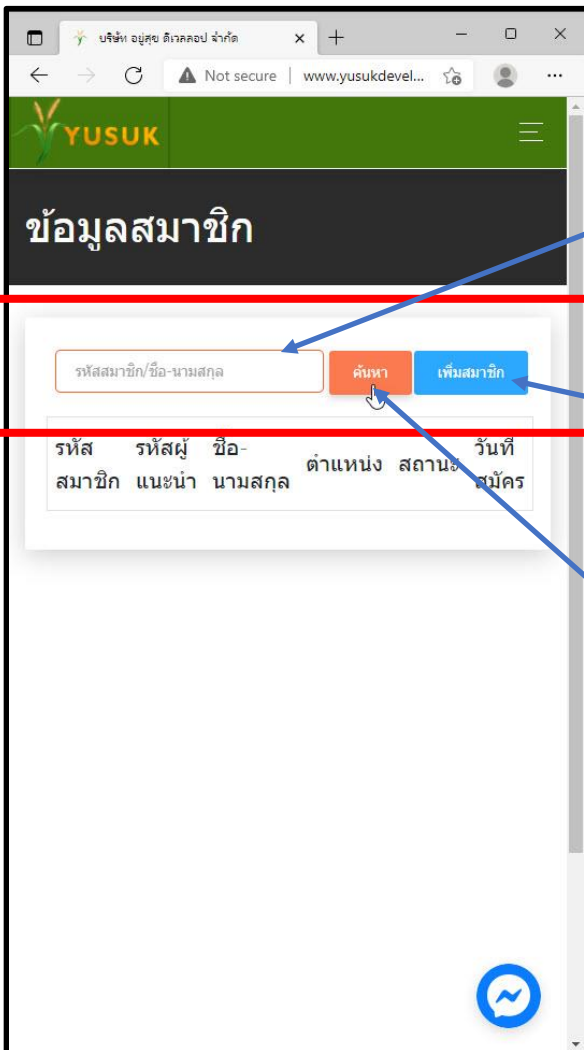 บริษัท อยู่สุข ดิเวลลอป จำกัด
Not secure | www.yusukdevel...
YUSUK
ข้อมูลสมาชิก
รหัสสมาชิก/ชื่อ-นามสกุล ค้นหา เพิ่มสมาชิก
รหัส รหัสผู้ ชื่อ- ตำแหน่ง สถานะ วันที่
สมาชิก แนะนำ นามสกุล สมัคร